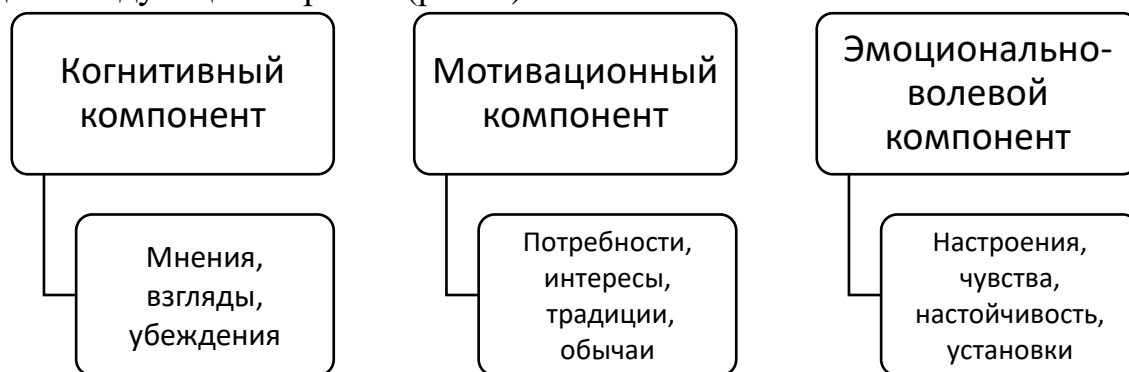 Когнитивный
компонент
Мнения,
взгляды,
убеждения
Мотивационный
компонент
Потребности,
интересы,
традиции,
обычаи
Эмоционально-
волевой
компонент
Настроения,
чувства,
настойчивость,
установки